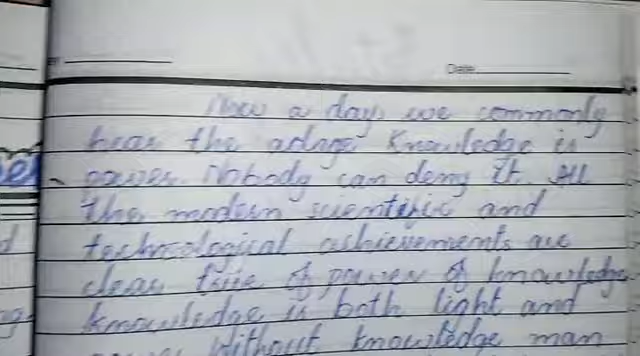 Date
Now a day, we commonly
hear the adage Knowledge is
power. Nobody can deny it. All
the modern scientific and
technological achievements are
clear of power of knowledge
knowledge is both light and
Without knowledge man